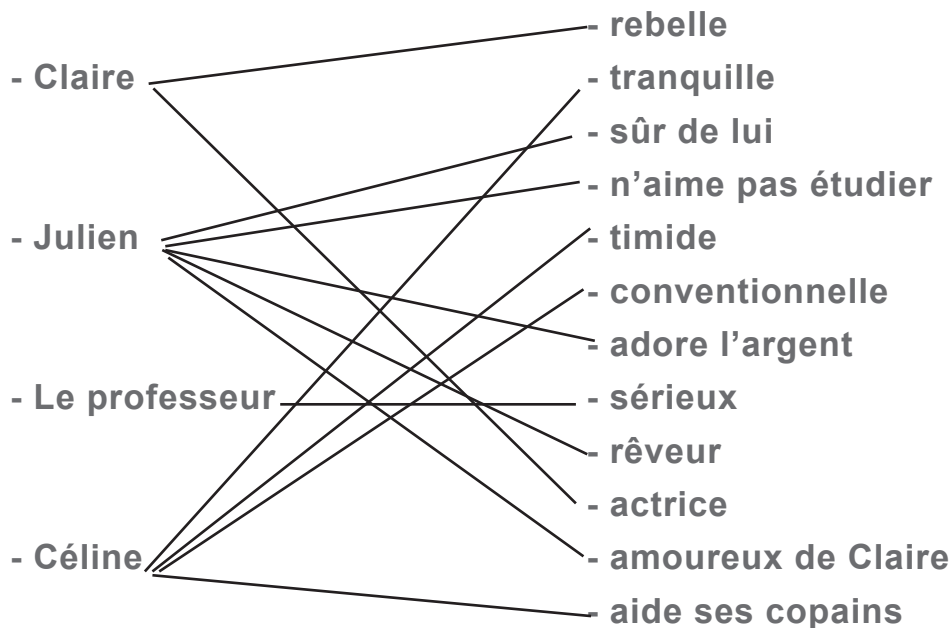 - Claire
- Julien
- Le professeur
- Céline
- rebelle
- tranquille
- sûr de lui
- n’aime pas étudier
- timide
- conventionnelle
- adore l’argent
- sérieux
- rêveur
- actrice
- amoureux de Claire
- aide ses copains